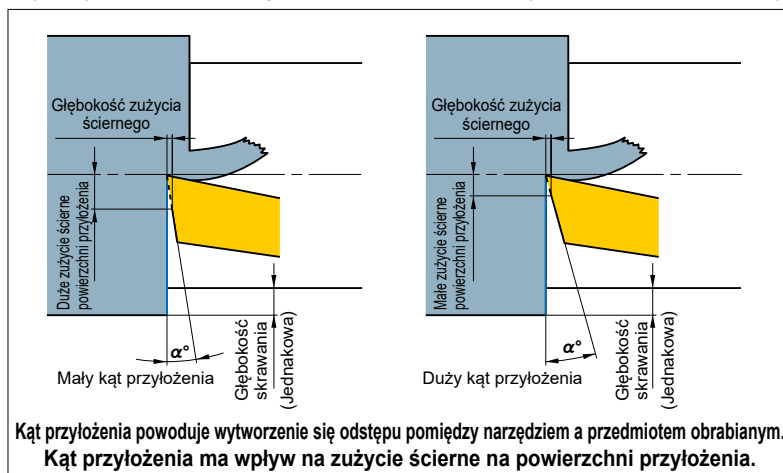 Głębokość zużycia
ściernego
Duże zużycie ścierne
powierzchni przyłożenia
Głębokość
skrawania
(Jednakowa)
α°
Mały kąt przyłożenia
Głębokość zużycia
ściernego
Małe zużycie ścierne
powierzchni przyłożenia
Głębokość
skrawania
(Jednakowa)
α°
Duży kąt przyłożenia
Kąt przyłożenia powoduje wytworzenie się odstępu pomiędzy narzędziem a przedmiotem obrabianym.
Kąt przyłożenia ma wpływ na zużycie ścierne na powierzchni przyłożenia.